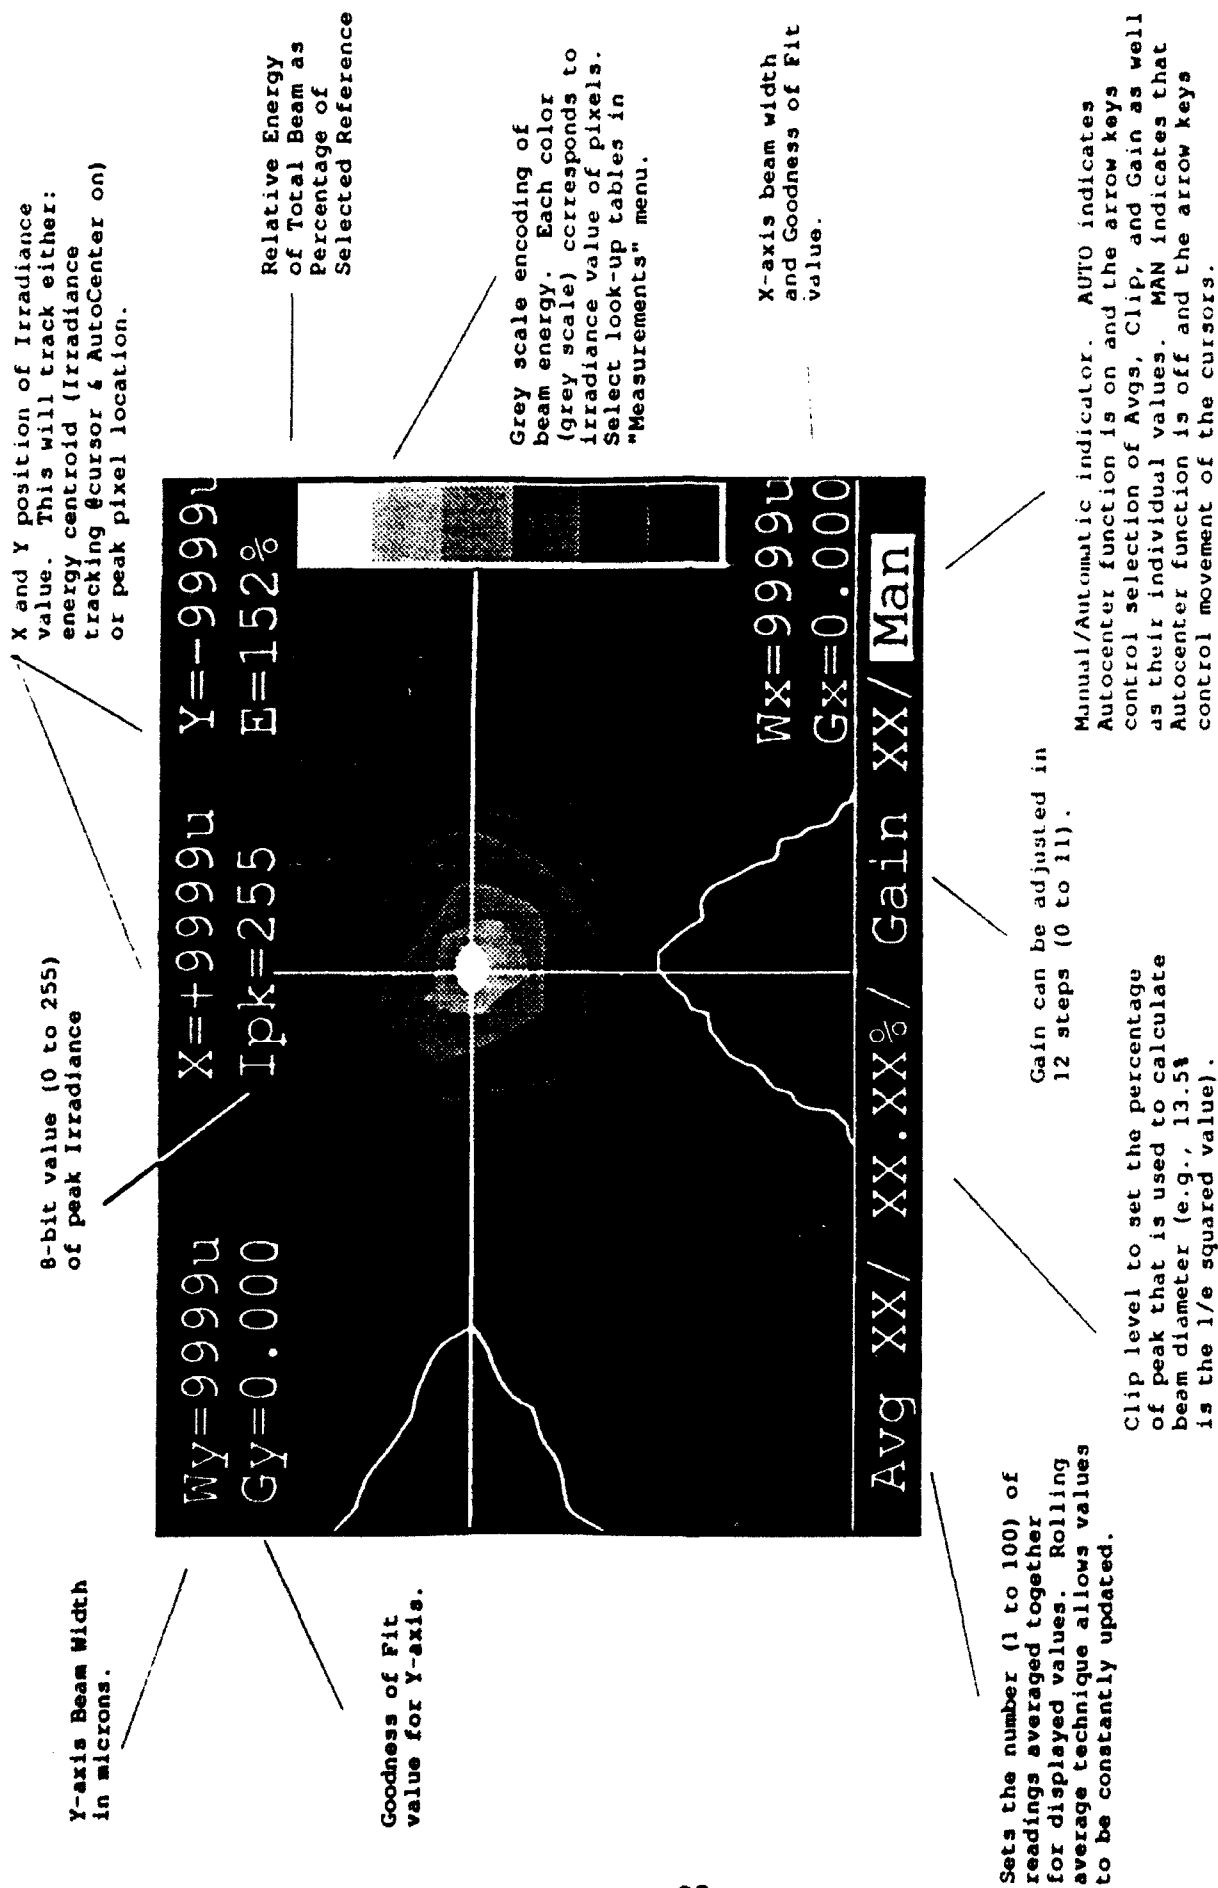 Y-axis Beam Width
in microns.
8-bit value (0 to 255)
of peak Irradiance
X and Y position of Irradiance
value. This will track either:
energy centroid (Irradiance
tracking @cursor & AutoCenter on)
or peak pixel location.
Goodness of Fit
value for Y-axis.
Relative Energy
of Total Beam as
Percentage of
Selected Reference
Grey scale encoding of
beam energy. Each color
(grey scale) ccrresponds to
irradiance value of pixels.
Select look-up tables in
"Measurements" menu.
X-axis beam width
and Goodness of Fit
value.
Wy=9999u X=+9999u Y=-9999u
Gy=0.000 Ipk=255 E=152%
Wx=9999u
Gx=0.000
Avg XX/ XX.XX%/ Gain XX/ Man
Sets the number (1 to 100) of
readings averaged together
for displayed values. Rolling
average technique allows values
to be constantly updated.
Clip level to set the percentage
of peak that is used to calculate
beam diameter (e.g., 13.5%
is the 1/e squared value).
Gain can be adjusted in
12 steps (0 to 11).
Manual/Automatic indicator. AUTO indicates
Autocenter function is on and the arrow keys
control selection of Avgs, Clip, and Gain as well
as their individual values. MAN indicates that
Autocenter function is off and the arrow keys
control movement of the cursors.